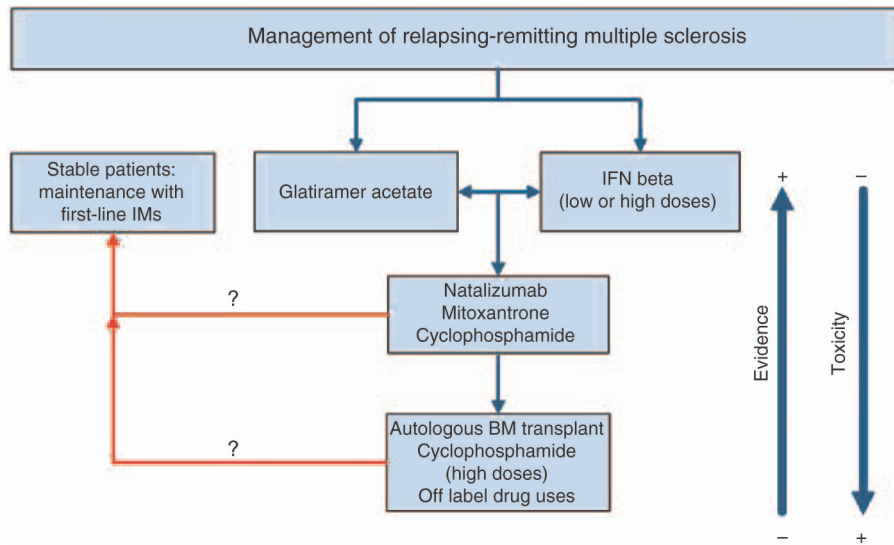 Management of relapsing-remitting multiple sclerosis
Stable patients:
maintenance with
first-line IMs
Glatiramer acetate
IFN beta
(low or high doses)
+
–
?
Natalizumab
Mitoxantrone
Cyclophosphamide
Evidence
Toxicity
?
Autologous BM transplant
Cyclophosphamide
(high doses)
Off label drug uses
–
+